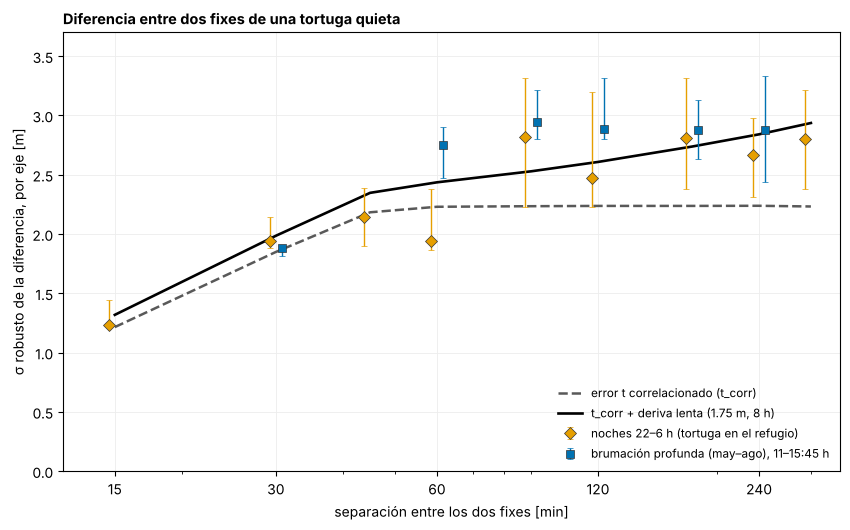 Diferencia entre dos fixes de una tortuga quieta
σ robusto de la diferencia, por eje [m]
3.5
3.0
2.5
2.0
1.5
1.0
0.5
0.0
error t correlacionado (t_corr)
t_corr + deriva lenta (1.75 m, 8 h)
noches 22–6 h (tortuga en el refugio)
brumación profunda (may–ago), 11–15:45 h
15 30 60 120 240
separación entre los dos fixes [min]